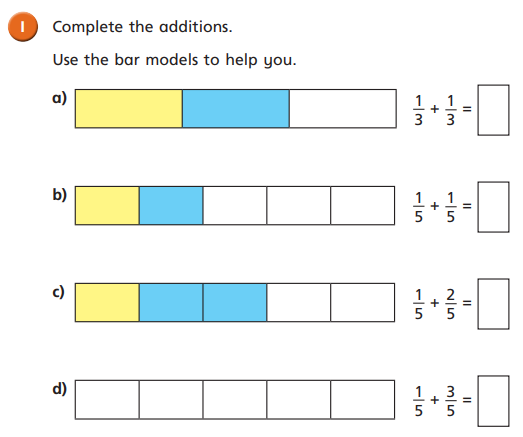 1 Complete the additions.
Use the bar models to help you.
a) 1/3 + 1/3 =
b) 1/5 + 1/5 =
c) 1/5 + 2/5 =
d) 1/5 + 3/5 =